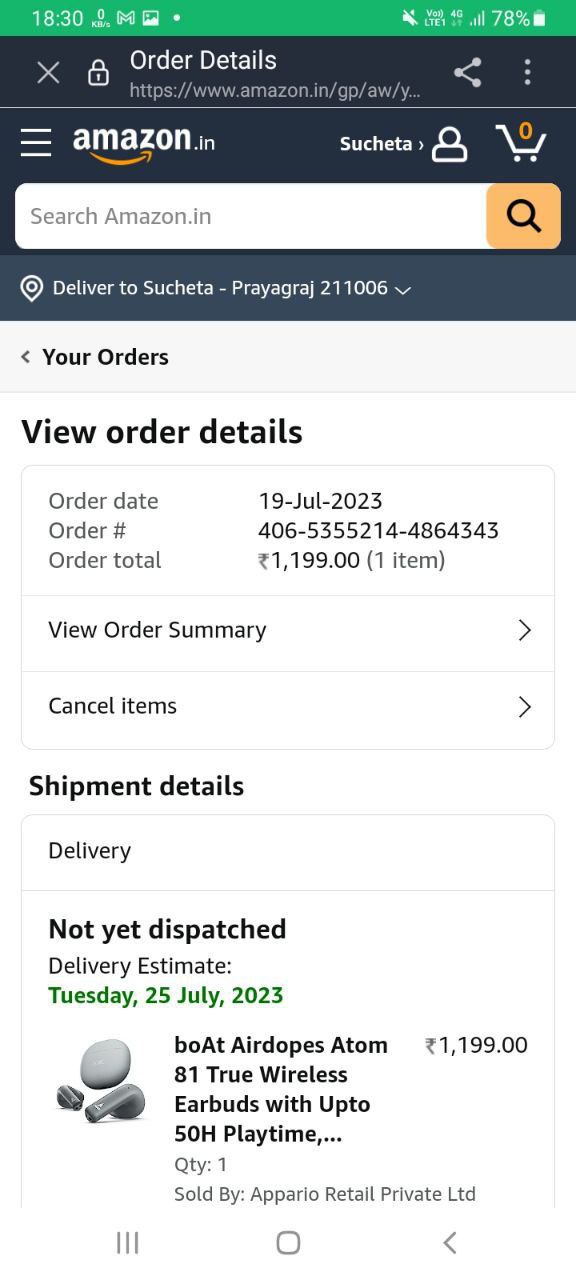 18:30 0 KB/s Vo)) LTE1 4G 78%
Order Details
https://www.amazon.in/gp/aw/y...
amazon.in Sucheta › 0
Search Amazon.in
Deliver to Sucheta - Prayagraj 211006
Your Orders
View order details
Order date 19-Jul-2023
Order # 406-5355214-4864343
Order total ₹1,199.00 (1 item)
View Order Summary
Cancel items
Shipment details
Delivery
Not yet dispatched
Delivery Estimate:
Tuesday, 25 July, 2023
boAt Airdopes Atom ₹1,199.00
81 True Wireless
Earbuds with Upto
50H Playtime,...
Qty: 1
Sold By: Appario Retail Private Ltd